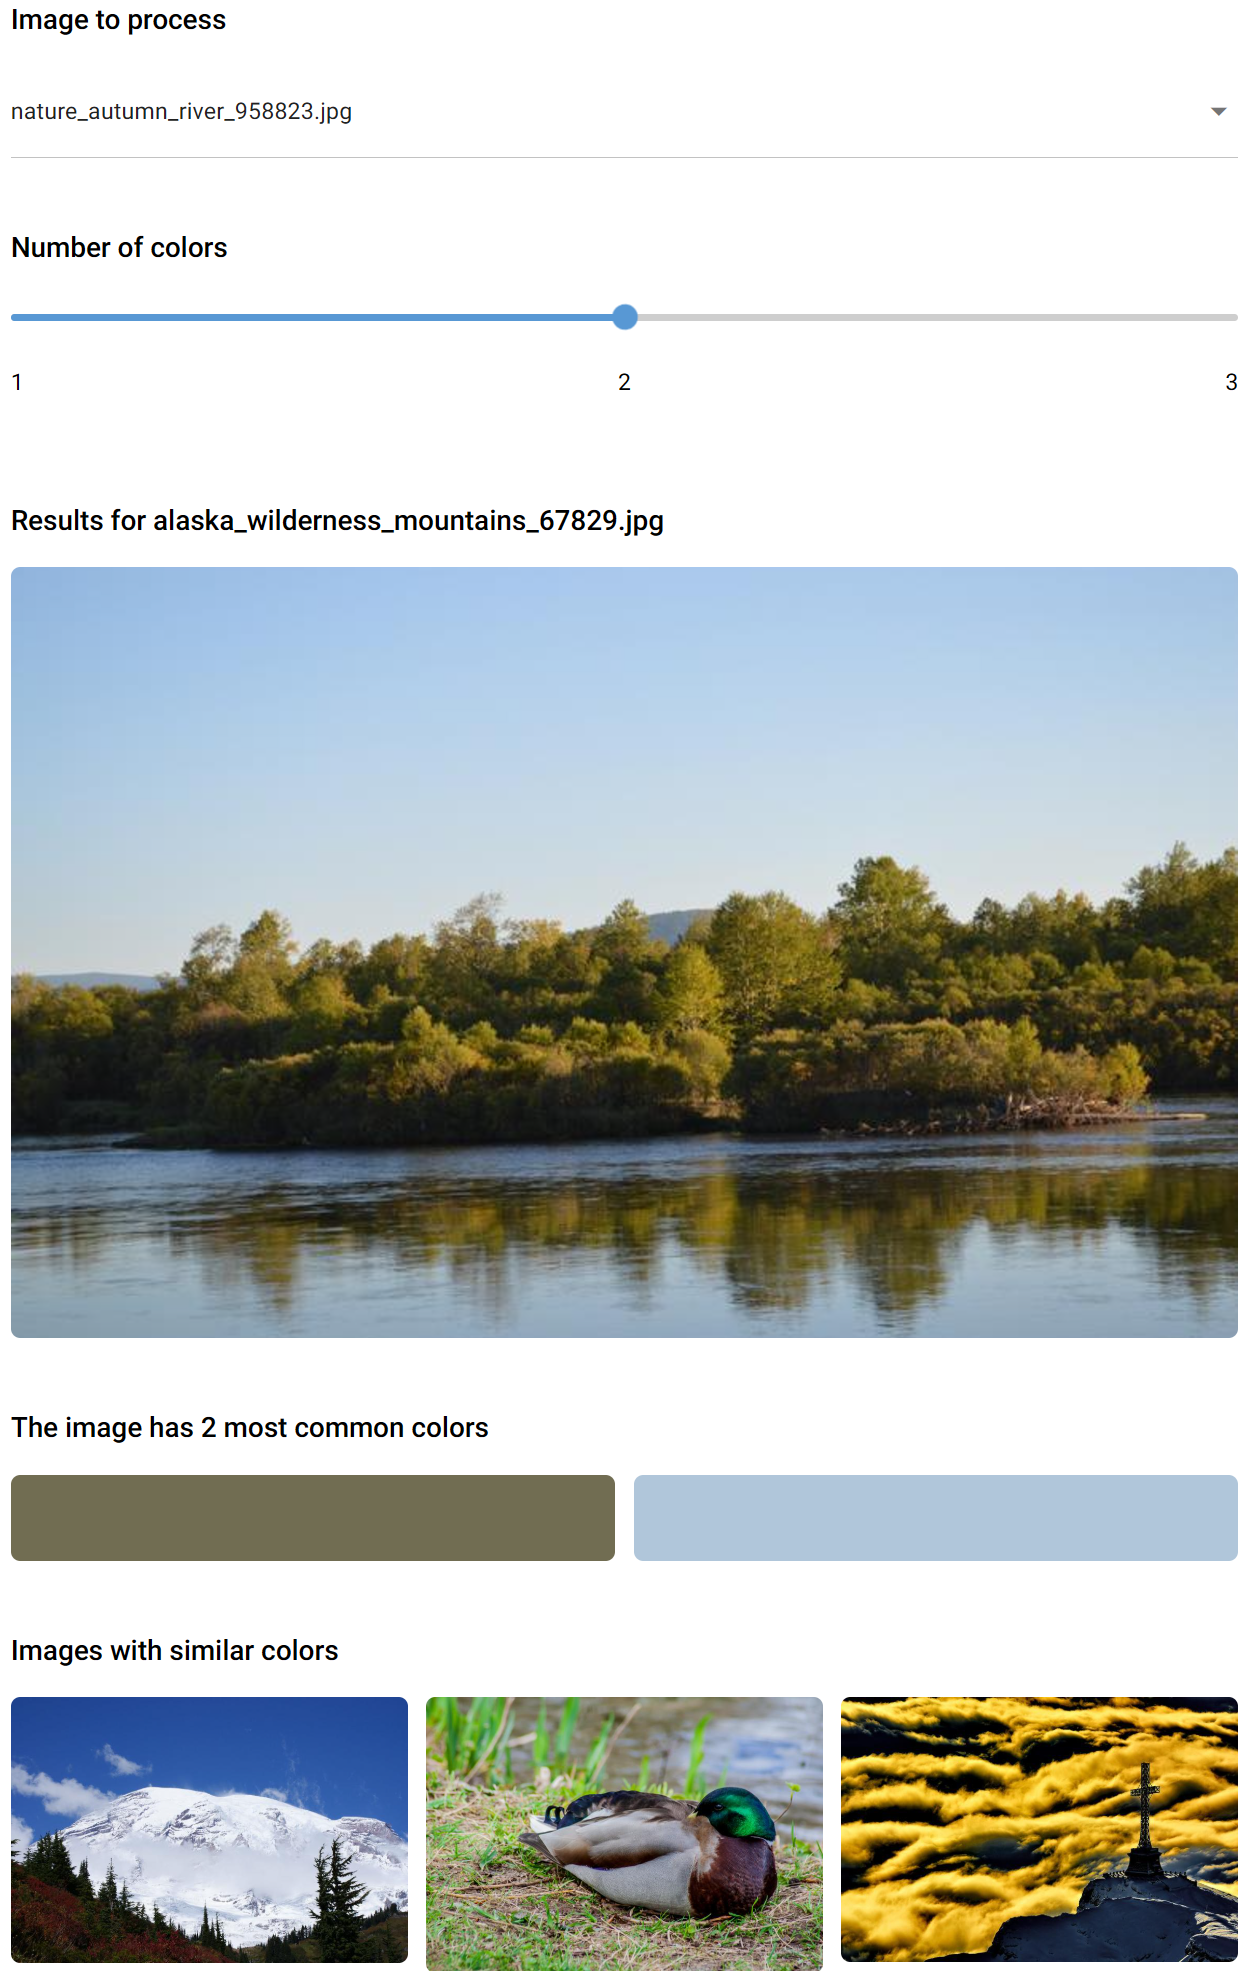 Image to process
nature_autumn_river_958823.jpg
Number of colors
1 2 3
Results for alaska_wilderness_mountains_67829.jpg
The image has 2 most common colors
Images with similar colors